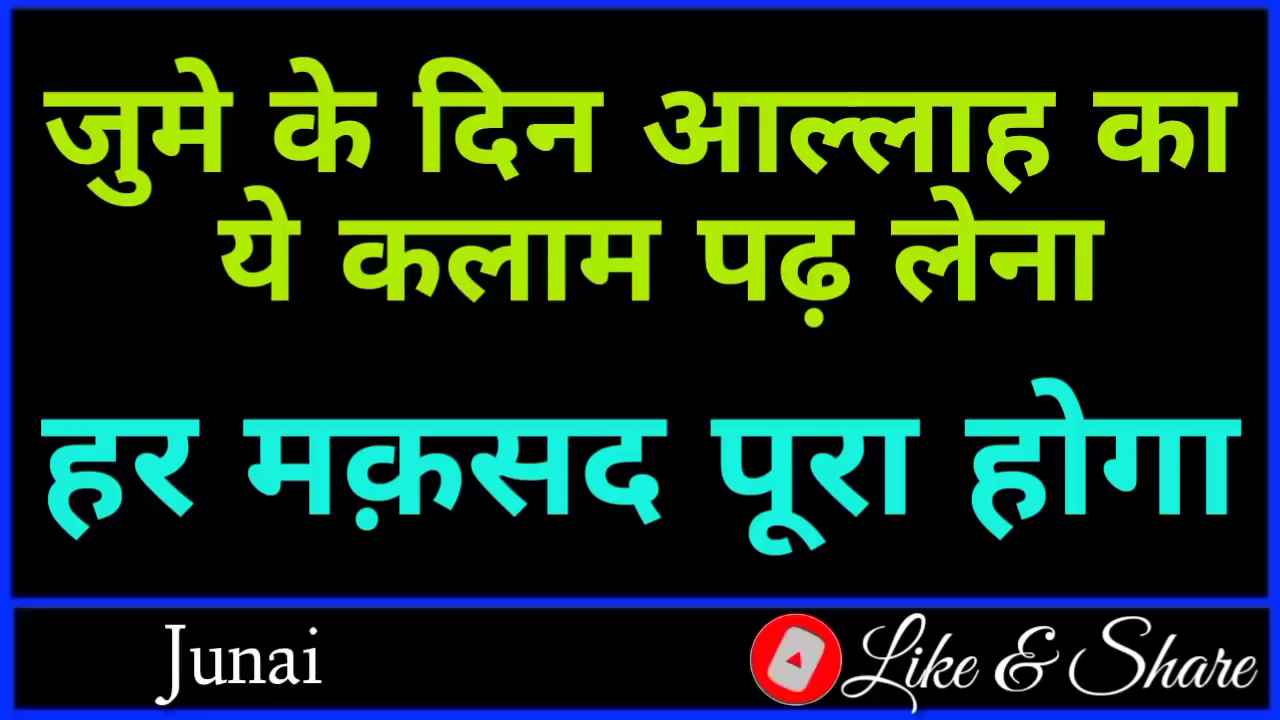 जुमे के दिन आल्लाह का
ये कलाम पढ़ लेना
हर मक़सद पूरा होगा
Junai
Like & Share